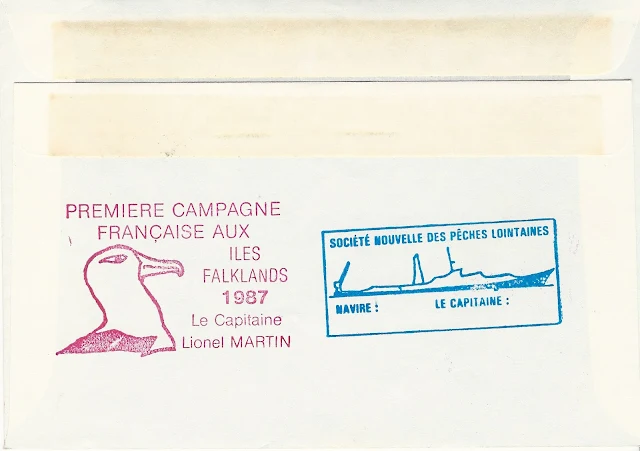 PREMIERE CAMPAGNE
FRANÇAISE AUX
ILES
FALKLANDS
1987
Le Capitaine
Lionel MARTIN
SOCIÉTÉ NOUVELLE DES PÊCHES LOINTAINES
NAVIRE : LE CAPITAINE :